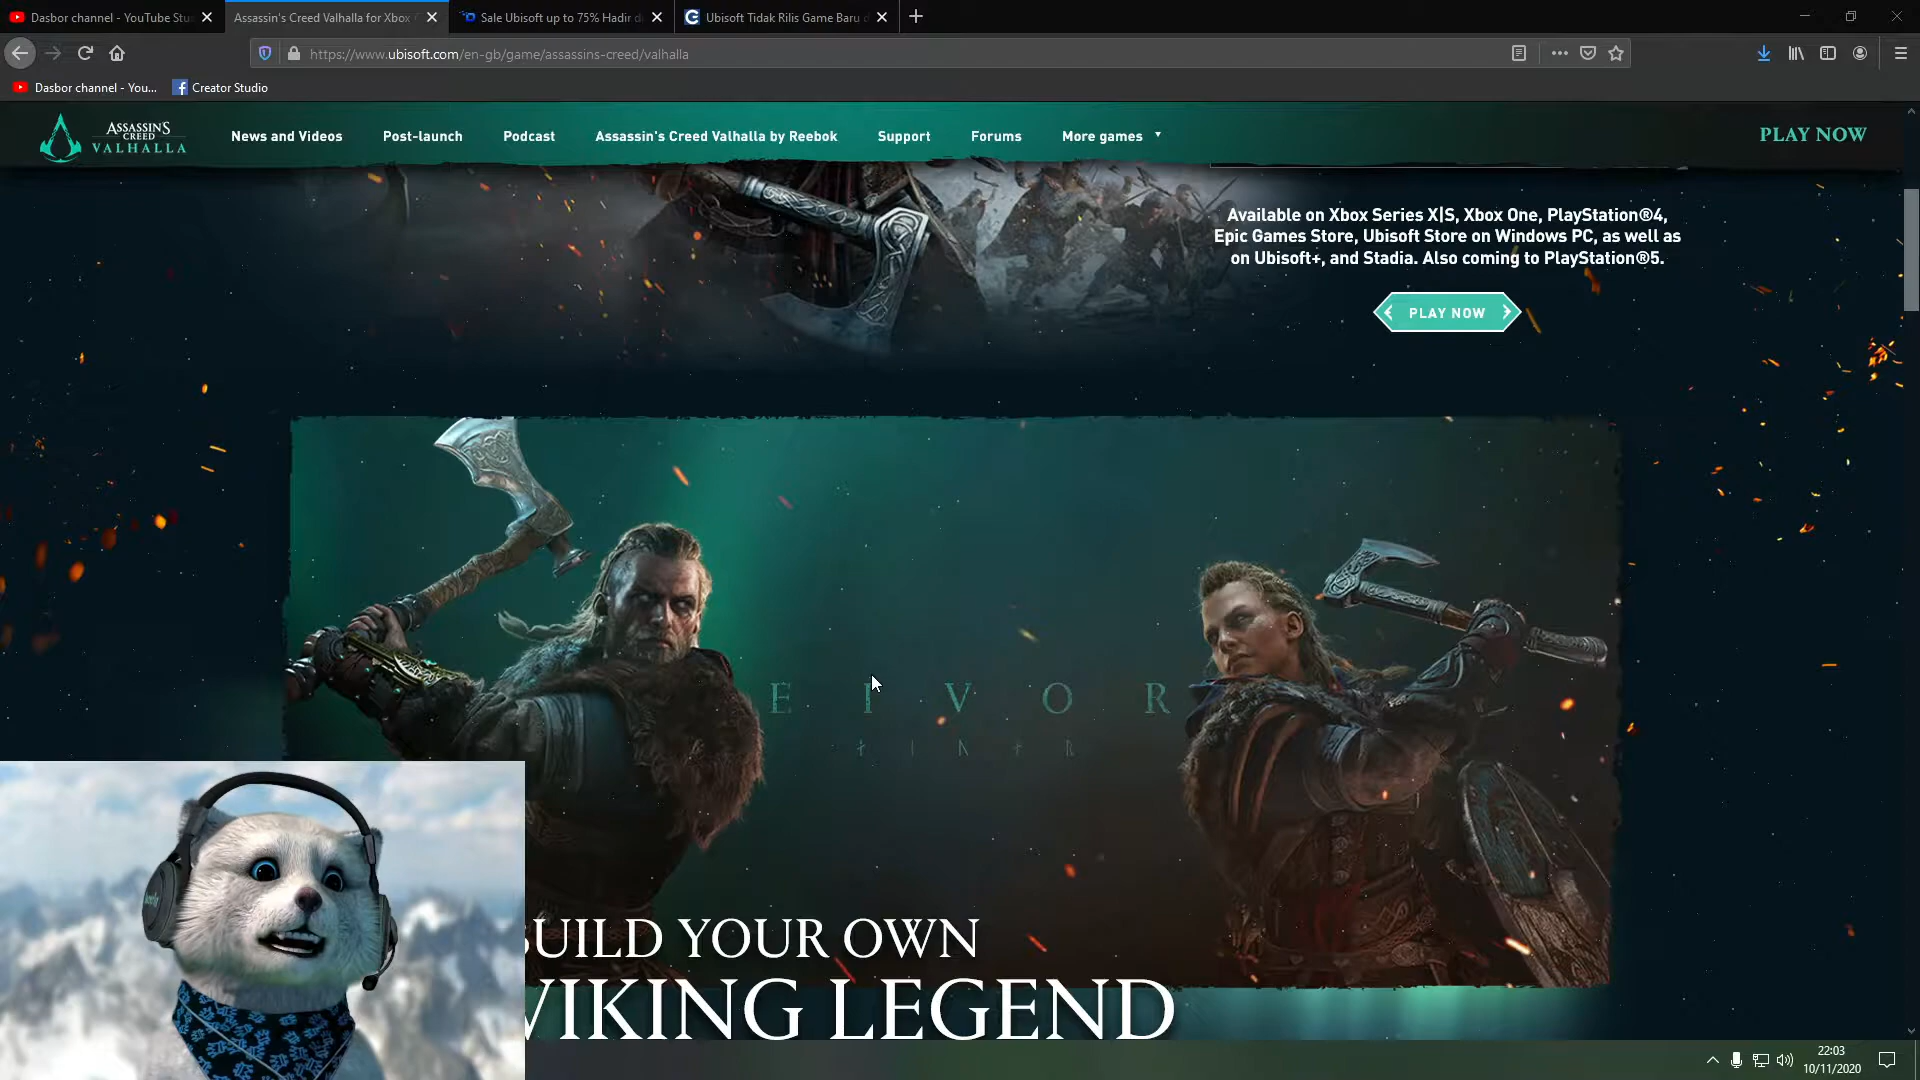 Dasbor channel - YouTube Stu
Assassin's Creed Valhalla for Xbox
Sale Ubisoft up to 75% Hadir d
Ubisoft Tidak Rilis Game Baru d
https://www.ubisoft.com/en-gb/game/assassins-creed/valhalla
Dasbor channel - You...
Creator Studio
ASSASSIN'S
CREED
VALHALLA
News and Videos
Post-launch
Podcast
Assassin's Creed Valhalla by Reebok
Support
Forums
More games
PLAY NOW
Available on Xbox Series X|S, Xbox One, PlayStation®4,
Epic Games Store, Ubisoft Store on Windows PC, as well as
on Ubisoft+, and Stadia. Also coming to PlayStation®5.
PLAY NOW
EIVOR
BUILD YOUR OWN
VIKING LEGEND
22:03
10/11/2020